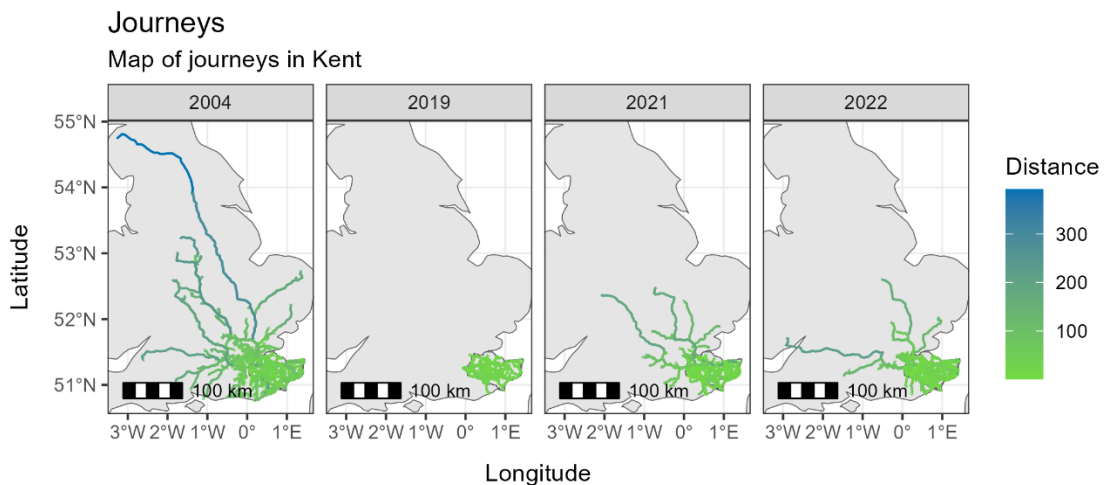 Journeys
Map of journeys in Kent
2004 2019 2021 2022
55°N
54°N
53°N
52°N
51°N
Latitude
100 km 100 km 100 km 100 km
3°W 2°W 1°W 0° 1°E 3°W 2°W 1°W 0° 1°E 3°W 2°W 1°W 0° 1°E 3°W 2°W 1°W 0° 1°E
Longitude
Distance
300
200
100